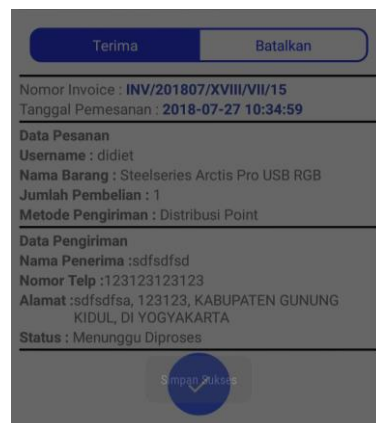 Terima Batalkan
Nomor Invoice : INV/201807/XVIII/VII/15
Tanggal Pemesanan : 2018-07-27 10:34:59
Data Pesanan
Username : didiet
Nama Barang : Steelseries Arctis Pro USB RGB
Jumlah Pembelian : 1
Metode Pengiriman : Distribusi Point
Data Pengiriman
Nama Penerima :sdfsdfsd
Nomor Telp :123123123123
Alamat :sdfsdfsa, 123123, KABUPATEN GUNUNG
KIDUL, DI YOGYAKARTA
Status : Menunggu Diproses
Simpan Sukses